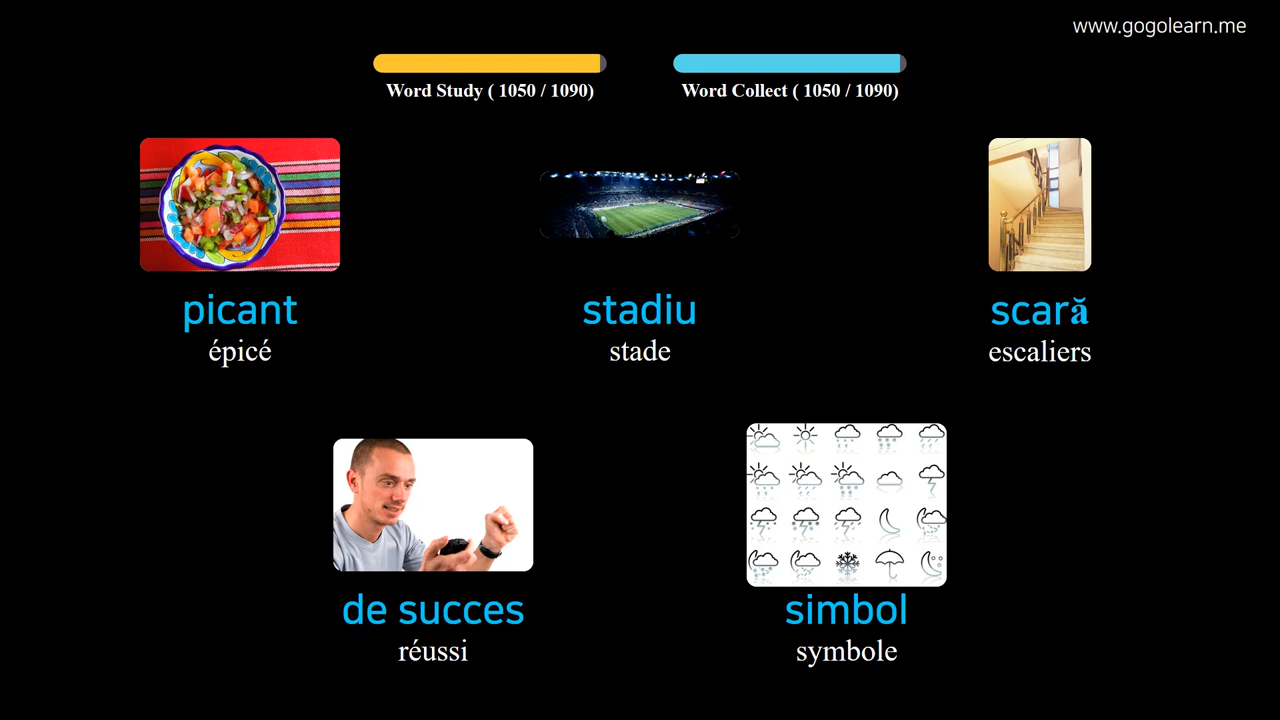 www.gogolearn.me
Word Study ( 1050 / 1090)
Word Collect ( 1050 / 1090)
picant
épicé
stadiu
stade
scară
escaliers
de succes
réussi
simbol
symbole